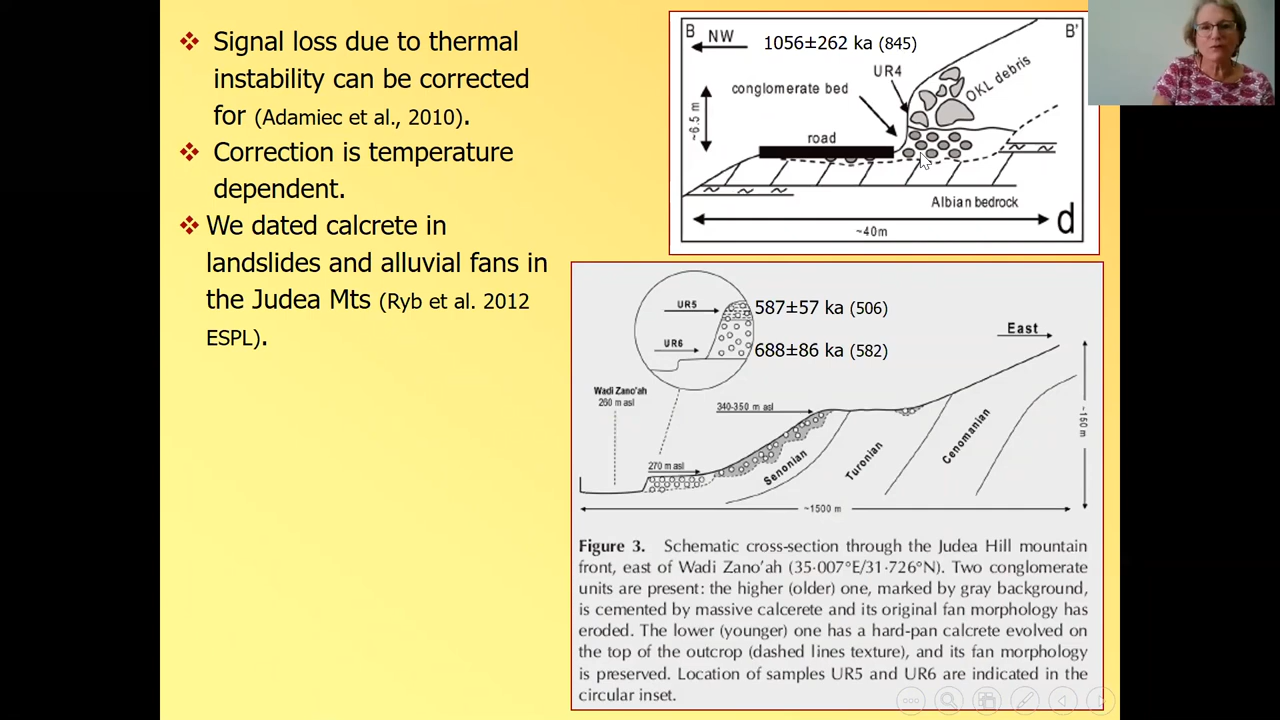 ❖ Signal loss due to thermal
instability can be corrected
for (Adamiec et al., 2010).
❖ Correction is temperature
dependent.
❖ We dated calcrete in
landslides and alluvial fans in
the Judea Mts (Ryb et al. 2012
ESPL).
B NW 1056±262 ka (845) B'
UR4
conglomerate bed
OKL debris
~6.5 m
road
Albian bedrock
~40m
d
UR5 587±57 ka (506)
UR6 688±86 ka (582)
East
Wadi Zano'ah
260 m asl
340-350 m asl
270 m asl
Senonian
Turonian
Cenomanian
~150 m
~1500 m
Figure 3. Schematic cross-section through the Judea Hill mountain
front, east of Wadi Zano'ah (35·007°E/31·726°N). Two conglomerate
units are present: the higher (older) one, marked by gray background,
is cemented by massive calcerete and its original fan morphology has
eroded. The lower (younger) one has a hard-pan calcrete evolved on
the top of the outcrop (dashed lines texture), and its fan morphology
is preserved. Location of samples UR5 and UR6 are indicated in the
circular inset.